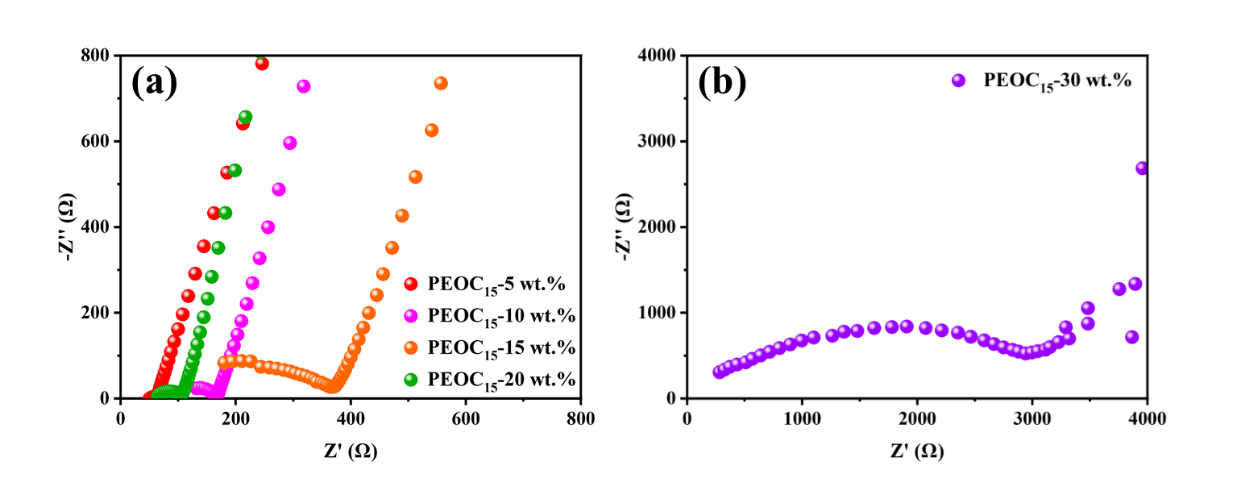 (a)
800
600
400
200
0
-Z'' (Ω)
0 200 400 600 800
Z' (Ω)
PEOC₁₅-5 wt.%
PEOC₁₅-10 wt.%
PEOC₁₅-15 wt.%
PEOC₁₅-20 wt.%
(b)
4000
3000
2000
1000
0
-Z'' (Ω)
0 1000 2000 3000 4000
Z' (Ω)
PEOC₁₅-30 wt.%